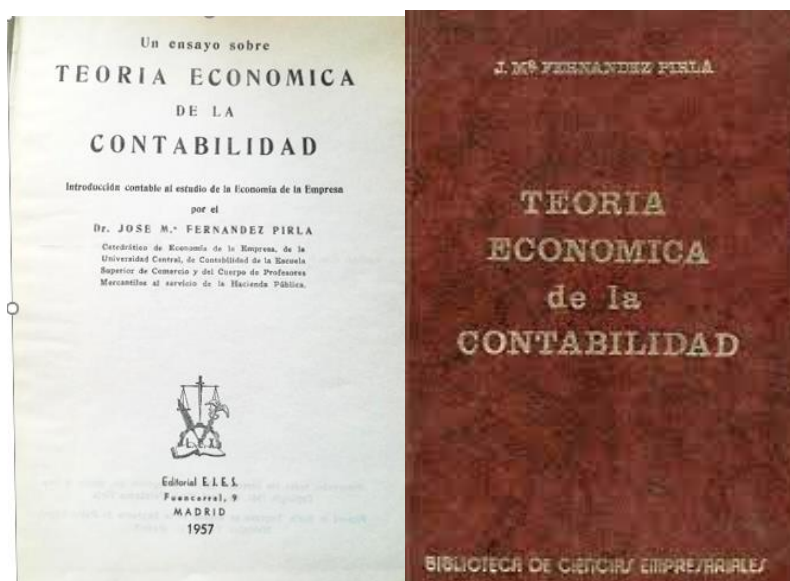 Un ensayo sobre
TEORIA ECONOMICA
DE LA
CONTABILIDAD
Introducción contable al estudio de la Economía de la Empresa
por el
Dr. JOSE M.ª FERNANDEZ PIRLA
Catedrático de Economía de la Empresa, de la
Universidad Central, de Contabilidad de la Escuela
Superior de Comercio y del Cuerpo de Profesores
Mercantiles al servicio de la Hacienda Pública.
Editorial E. J. E. S.
Fuencarral, 9
MADRID
1957
J. Mª FERNANDEZ PIRLA
TEORIA
ECONOMICA
de la
CONTABILIDAD
BIBLIOTECA DE CIENCIAS EMPRESARIALES